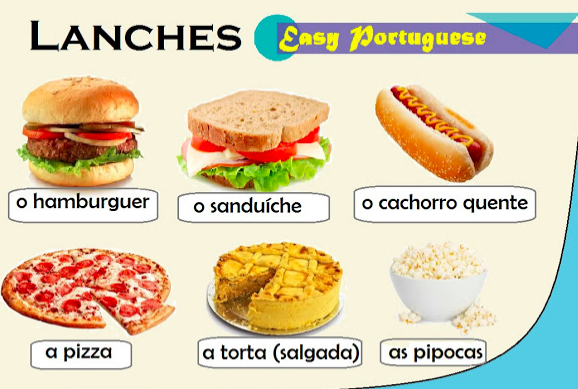 LANCHES
Easy Portuguese
o hamburguer
o sanduíche
o cachorro quente
a pizza
a torta (salgada)
as pipocas